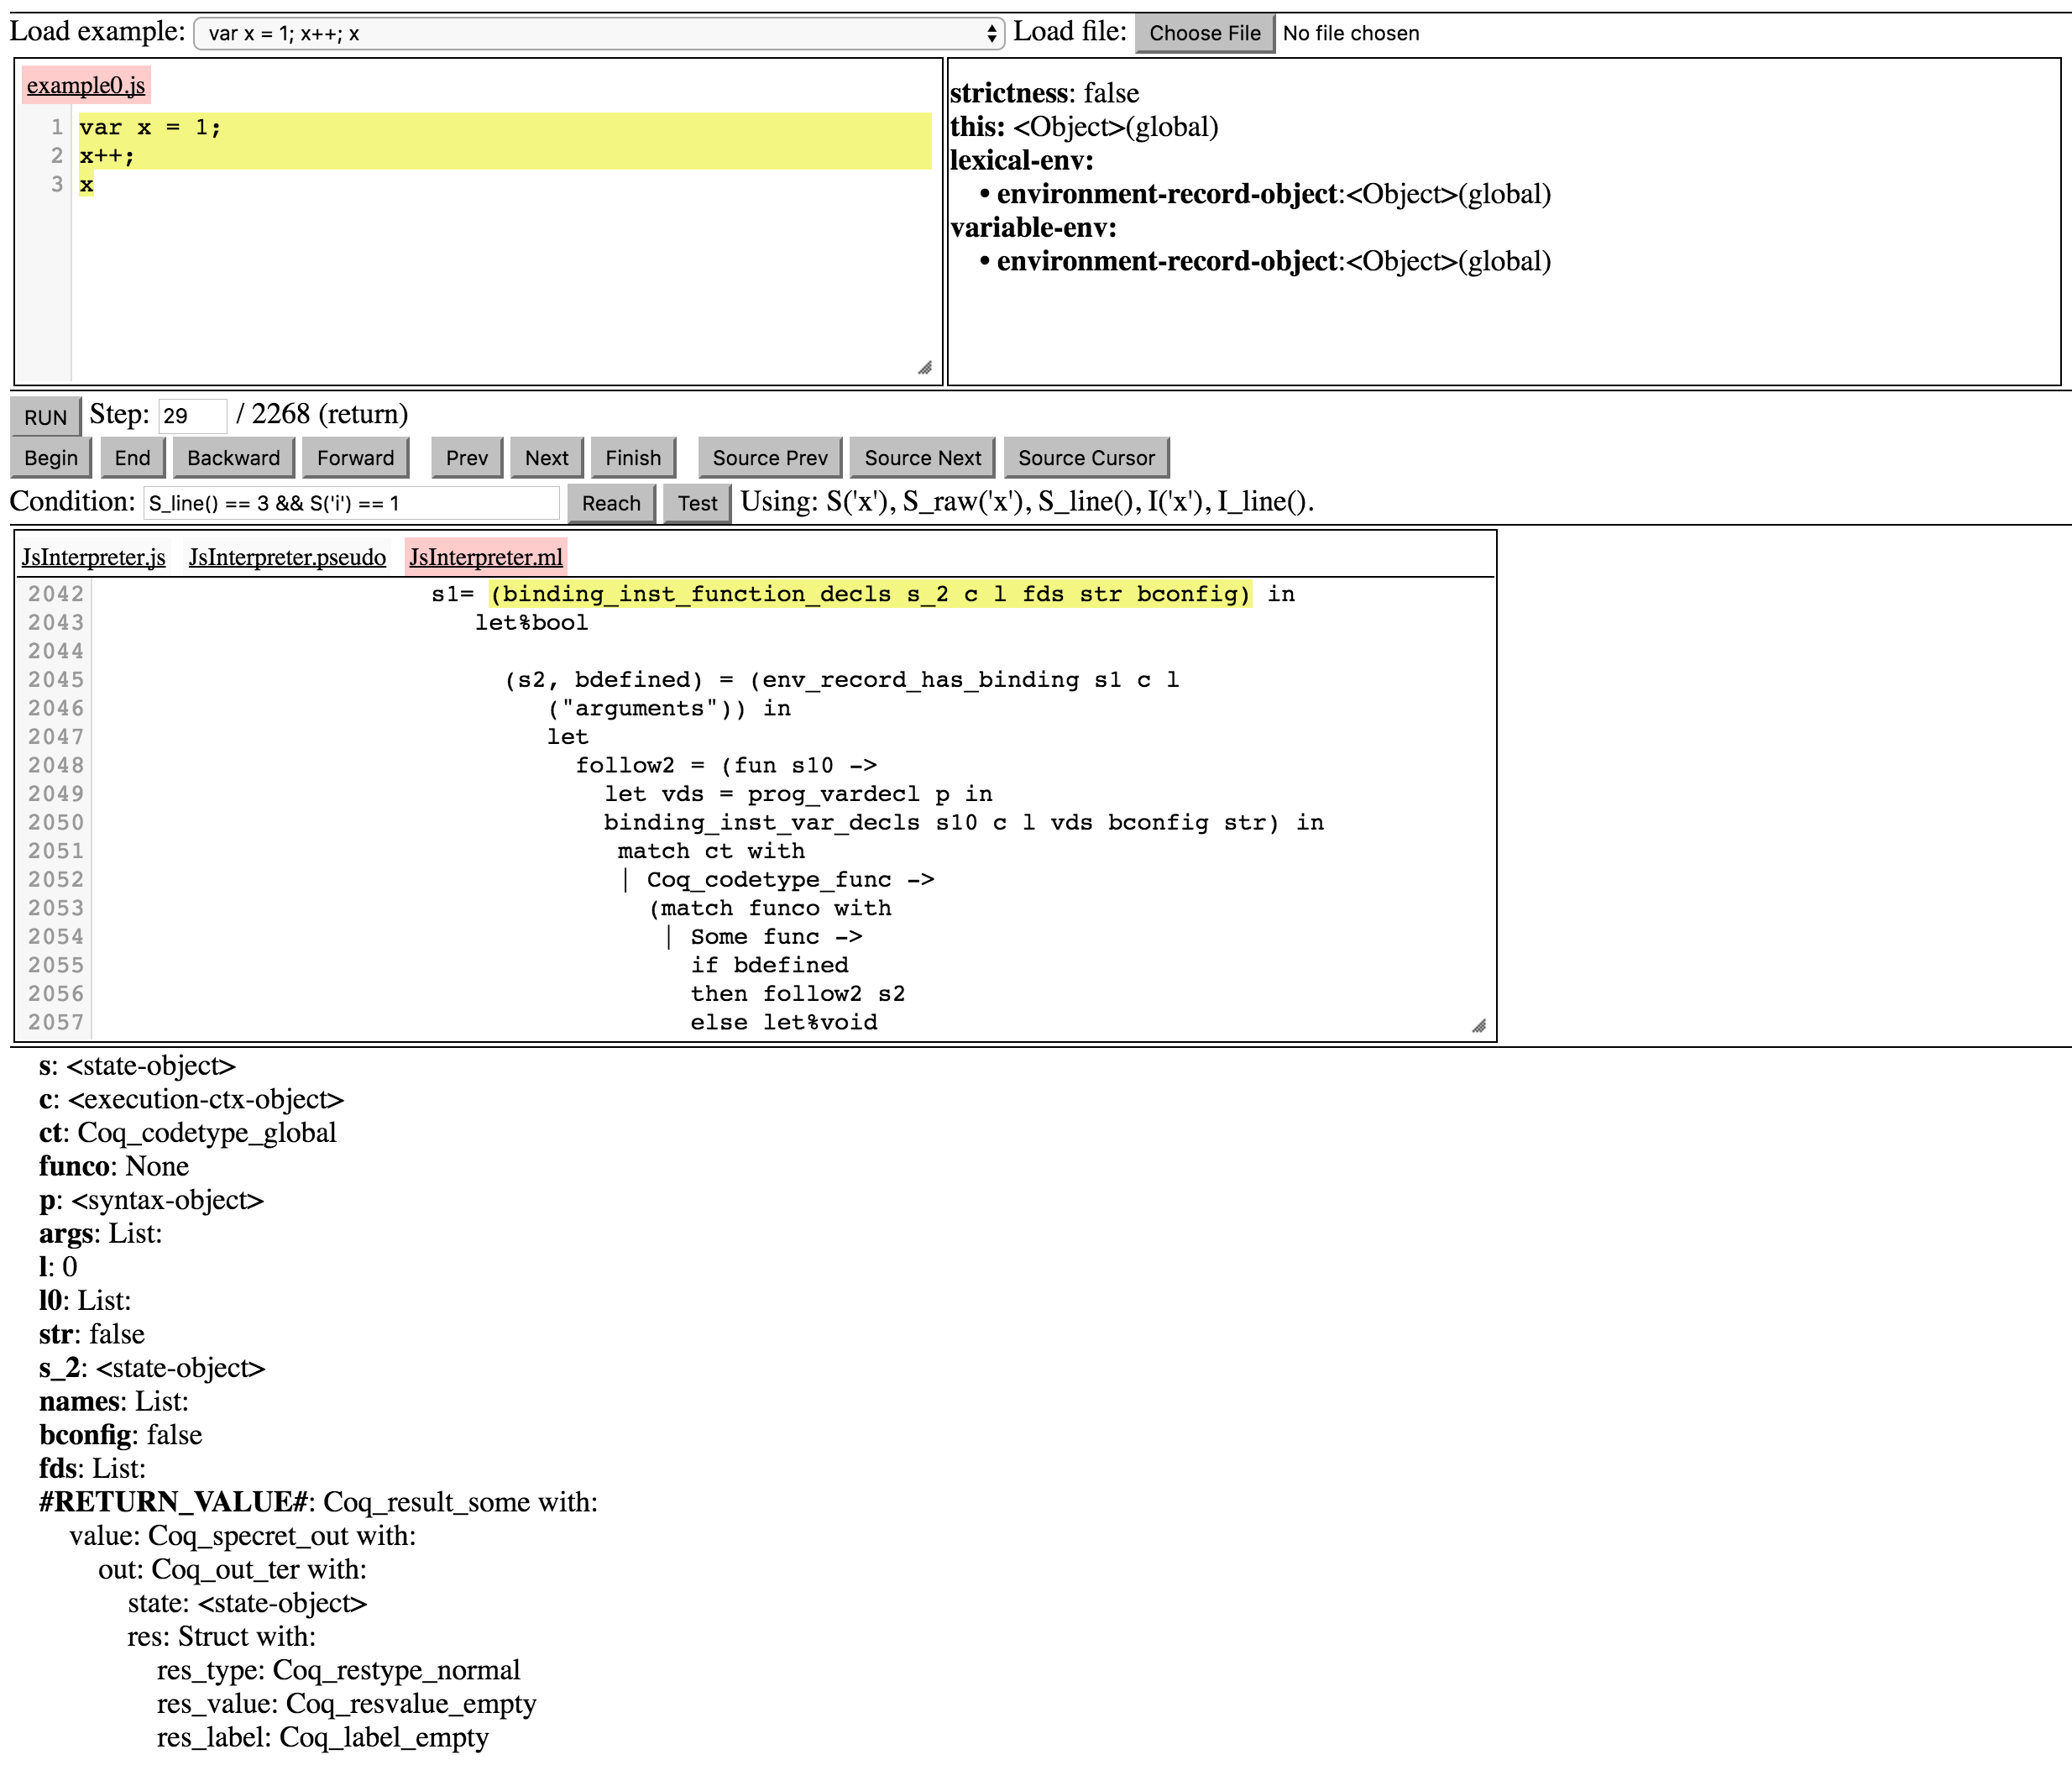 Load example: var x = 1; x++; x Load file: Choose File No file chosen
example0.js
1 var x = 1;
2 x++;
3 x
strictness: false
this: <Object>(global)
lexical-env:
• environment-record-object:<Object>(global)
variable-env:
• environment-record-object:<Object>(global)
RUN Step: 29 / 2268 (return)
Begin End Backward Forward Prev Next Finish Source Prev Source Next Source Cursor
Condition: S_line() == 3 && S('i') == 1 Reach Test Using: S('x'), S_raw('x'), S_line(), I('x'), I_line().
JsInterpreter.js JsInterpreter.pseudo JsInterpreter.ml
2042 s1= (binding_inst_function_decls s_2 c l fds str bconfig) in
2043 let%bool
2044
2045 (s2, bdefined) = (env_record_has_binding s1 c l
2046 ("arguments")) in
2047 let
2048 follow2 = (fun s10 ->
2049 let vds = prog_vardecl p in
2050 binding_inst_var_decls s10 c l vds bconfig str) in
2051 match ct with
2052 | Coq_codetype_func ->
2053 (match funco with
2054 | Some func ->
2055 if bdefined
2056 then follow2 s2
2057 else let%void
s: <state-object>
c: <execution-ctx-object>
ct: Coq_codetype_global
funco: None
p: <syntax-object>
args: List:
l: 0
l0: List:
str: false
s_2: <state-object>
names: List:
bconfig: false
fds: List:
#RETURN_VALUE#: Coq_result_some with:
value: Coq_specret_out with:
out: Coq_out_ter with:
state: <state-object>
res: Struct with:
res_type: Coq_restype_normal
res_value: Coq_resvalue_empty
res_label: Coq_label_empty